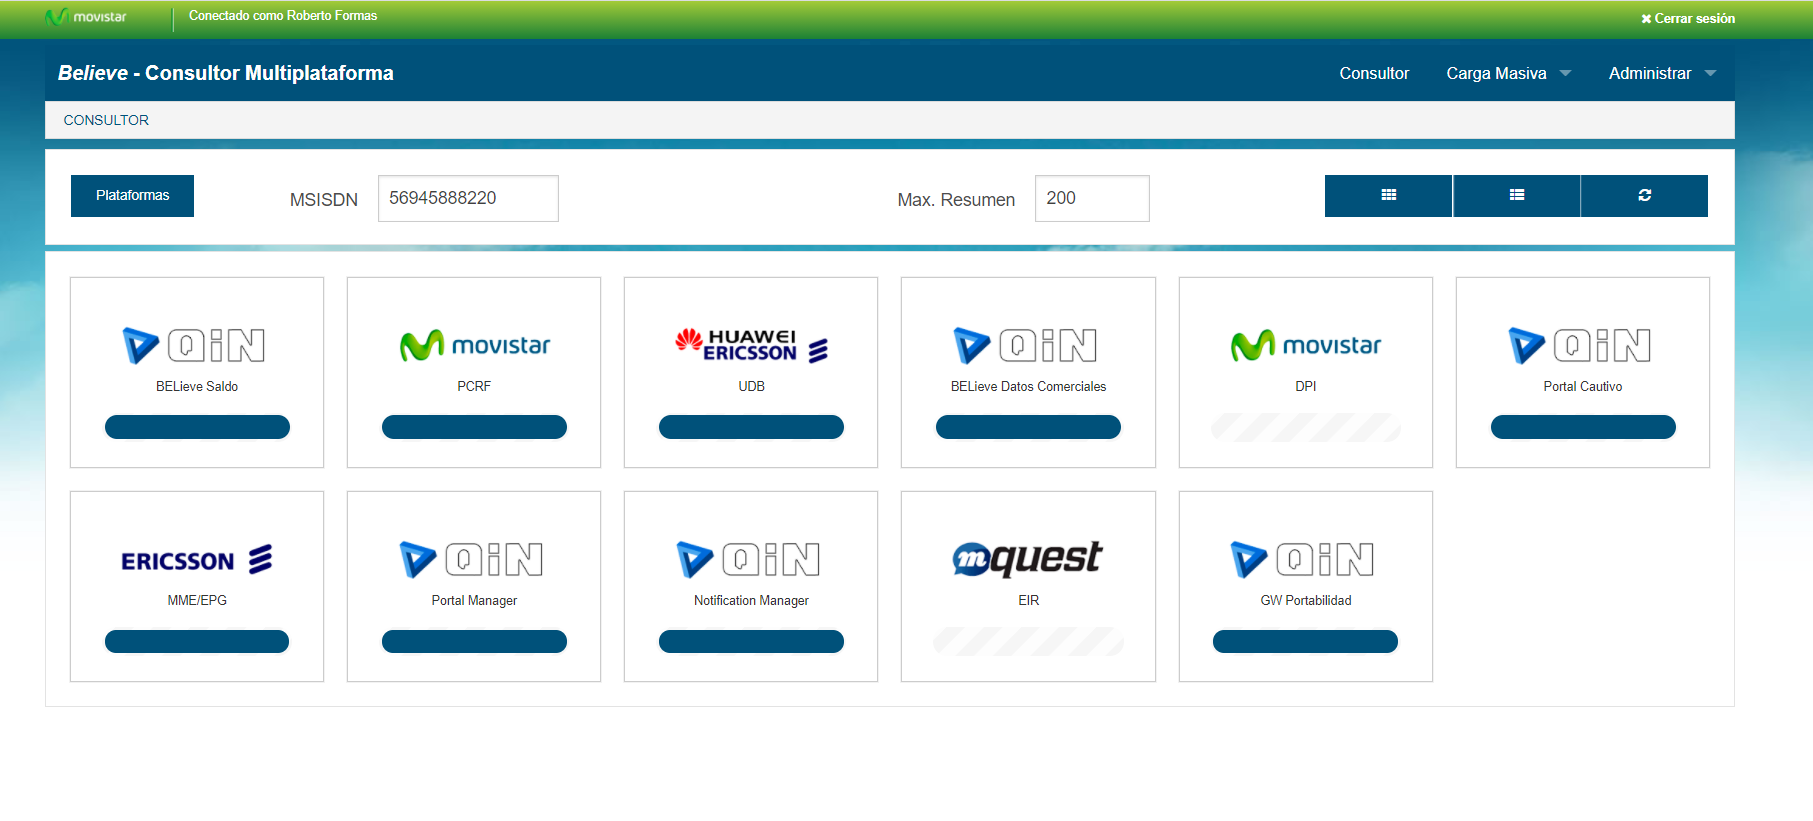 movistar
Conectado como Roberto Formas
Cerrar sesión
Believe - Consultor Multiplataforma
Consultor
Carga Masiva
Administrar
CONSULTOR
Plataformas
MSISDN
56945888220
Max. Resumen
200
QiN
BELieve Saldo
movistar
PCRF
HUAWEI
ERICSSON
UDB
QiN
BELieve Datos Comerciales
movistar
DPI
QiN
Portal Cautivo
ERICSSON
MME/EPG
QiN
Portal Manager
QiN
Notification Manager
mquest
EIR
QiN
GW Portabilidad